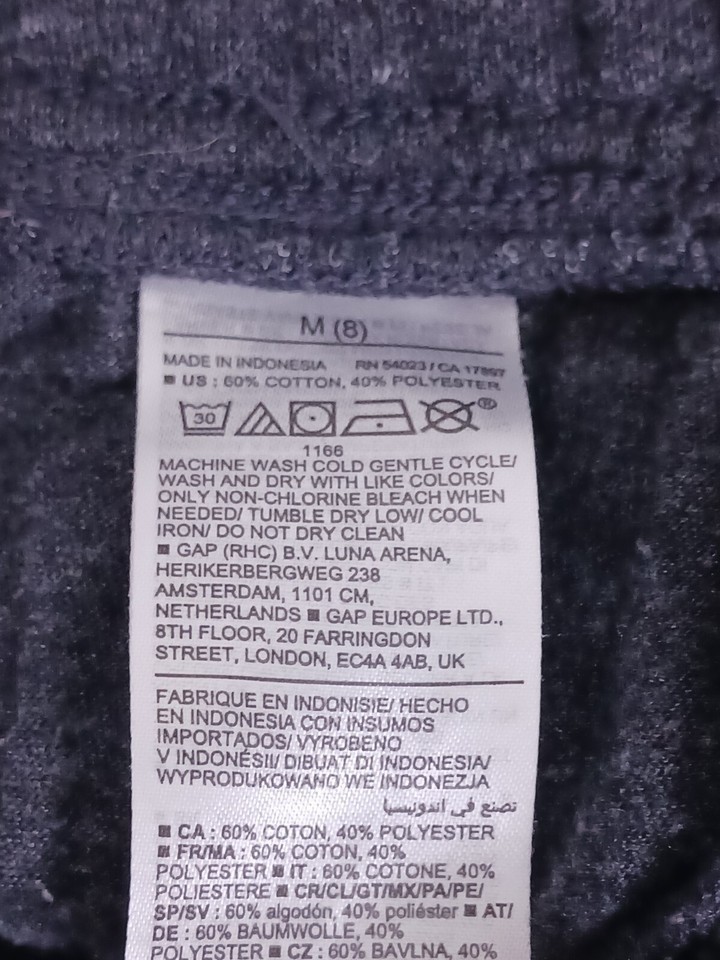 M (8)
MADE IN INDONESIA RN 54023 / CA 17897
■ US : 60% COTTON, 40% POLYESTER
30 ®
1166
MACHINE WASH COLD GENTLE CYCLE/
WASH AND DRY WITH LIKE COLORS/
ONLY NON-CHLORINE BLEACH WHEN
NEEDED/ TUMBLE DRY LOW/ COOL
IRON/ DO NOT DRY CLEAN
■ GAP (RHC) B.V. LUNA ARENA,
HERIKERBERGWEG 238
AMSTERDAM, 1101 CM,
NETHERLANDS ■ GAP EUROPE LTD.,
8TH FLOOR, 20 FARRINGDON
STREET, LONDON, EC4A 4AB, UK
FABRIQUE EN INDONISIE/ HECHO
EN INDONESIA CON INSUMOS
IMPORTADOS/ VYROBENO
V INDONÉSII/ DIBUAT DI INDONESIA/
WYPRODUKOWANO WE INDONEZJA
تصنع في اندونيسيا
■ CA : 60% COTON, 40% POLYESTER
■ FR/MA : 60% COTON, 40%
POLYESTER ■ IT : 60% COTONE, 40%
POLIESTERE ■ CR/CL/GT/MX/PA/PE/
SP/SV : 60% algodón, 40% poliéster ■ AT/
DE : 60% BAUMWOLLE, 40%
POLYESTER ■ CZ : 60% BAVLNA, 40%